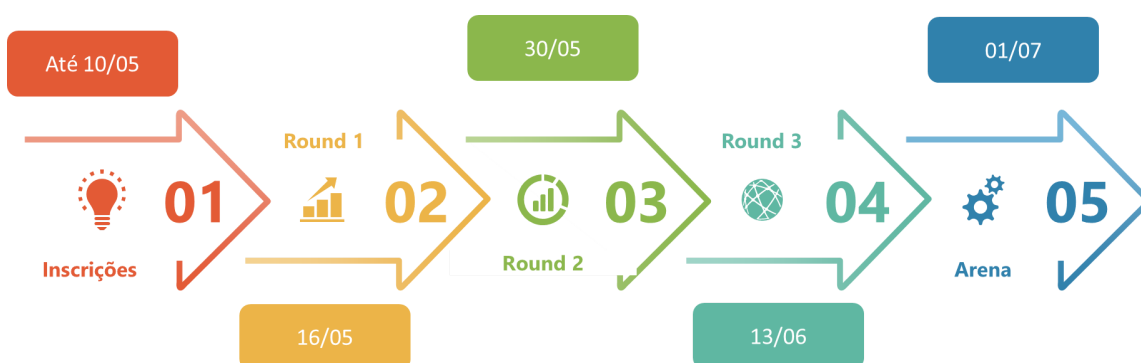 Até 10/05
01
Inscrições
Round 1
02
16/05
30/05
03
Round 2
Round 3
04
13/06
01/07
05
Arena